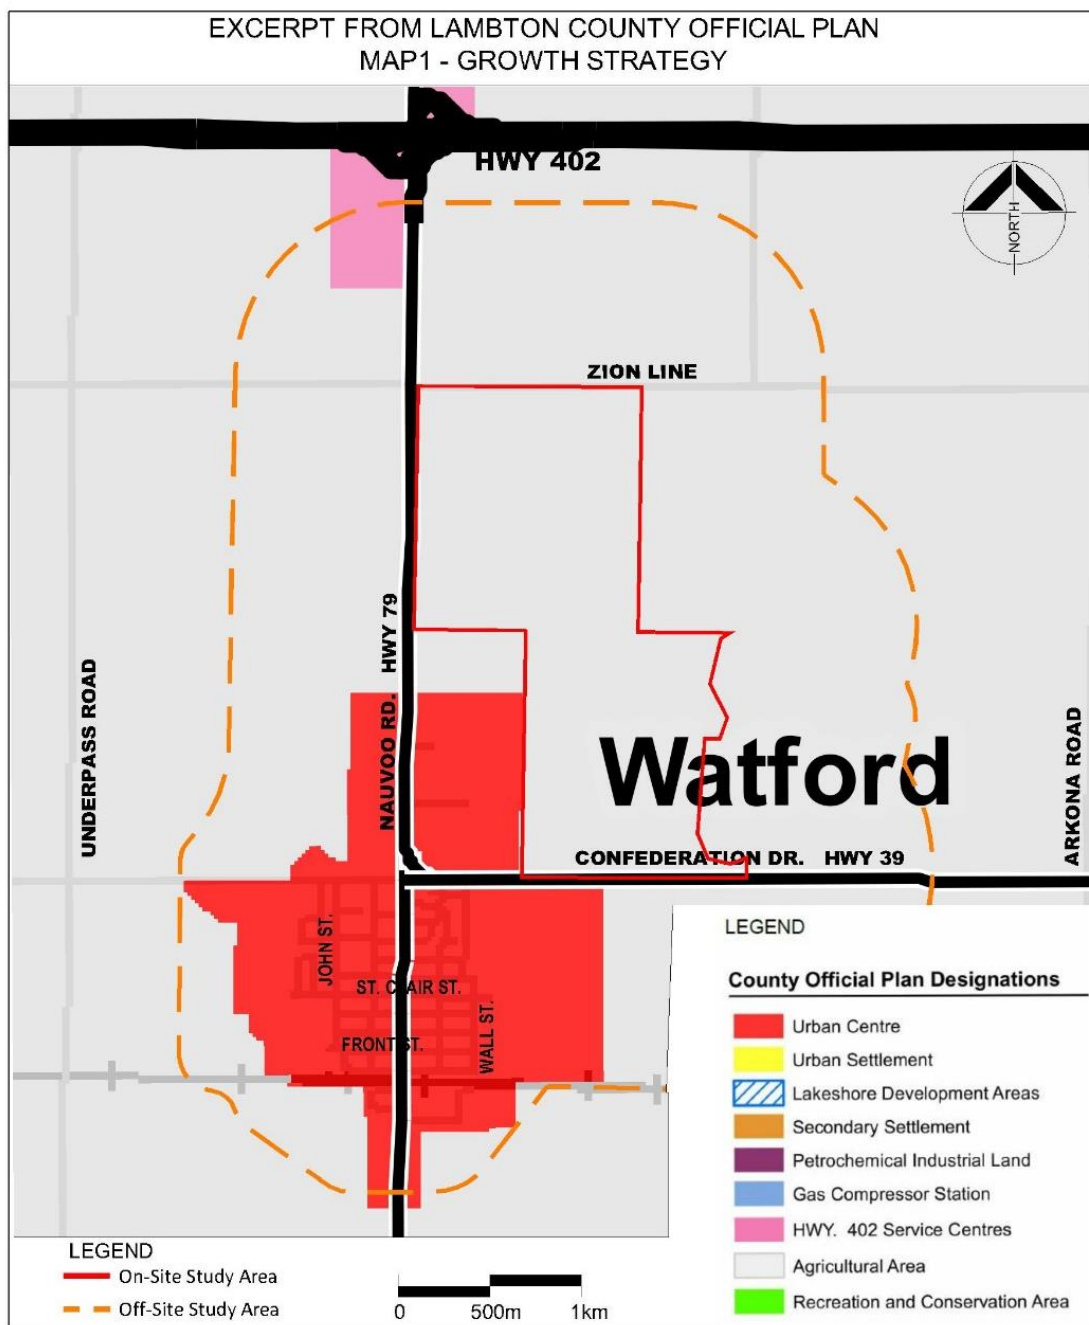 EXCERPT FROM LAMBTON COUNTY OFFICIAL PLAN
MAP1 - GROWTH STRATEGY
HWY 402
NORTH
ZION LINE
NAUVOO RD. HWY 79
UNDERPASS ROAD
Watford
ARKONA ROAD
CONFEDERATION DR. HWY 39
JOHN ST.
ST. CLAIR ST.
WALL ST.
FRONT ST.
LEGEND
County Official Plan Designations
Urban Centre
Urban Settlement
Lakeshore Development Areas
Secondary Settlement
Petrochemical Industrial Land
Gas Compressor Station
HWY. 402 Service Centres
Agricultural Area
Recreation and Conservation Area
LEGEND
On-Site Study Area
Off-Site Study Area
0 500m 1km